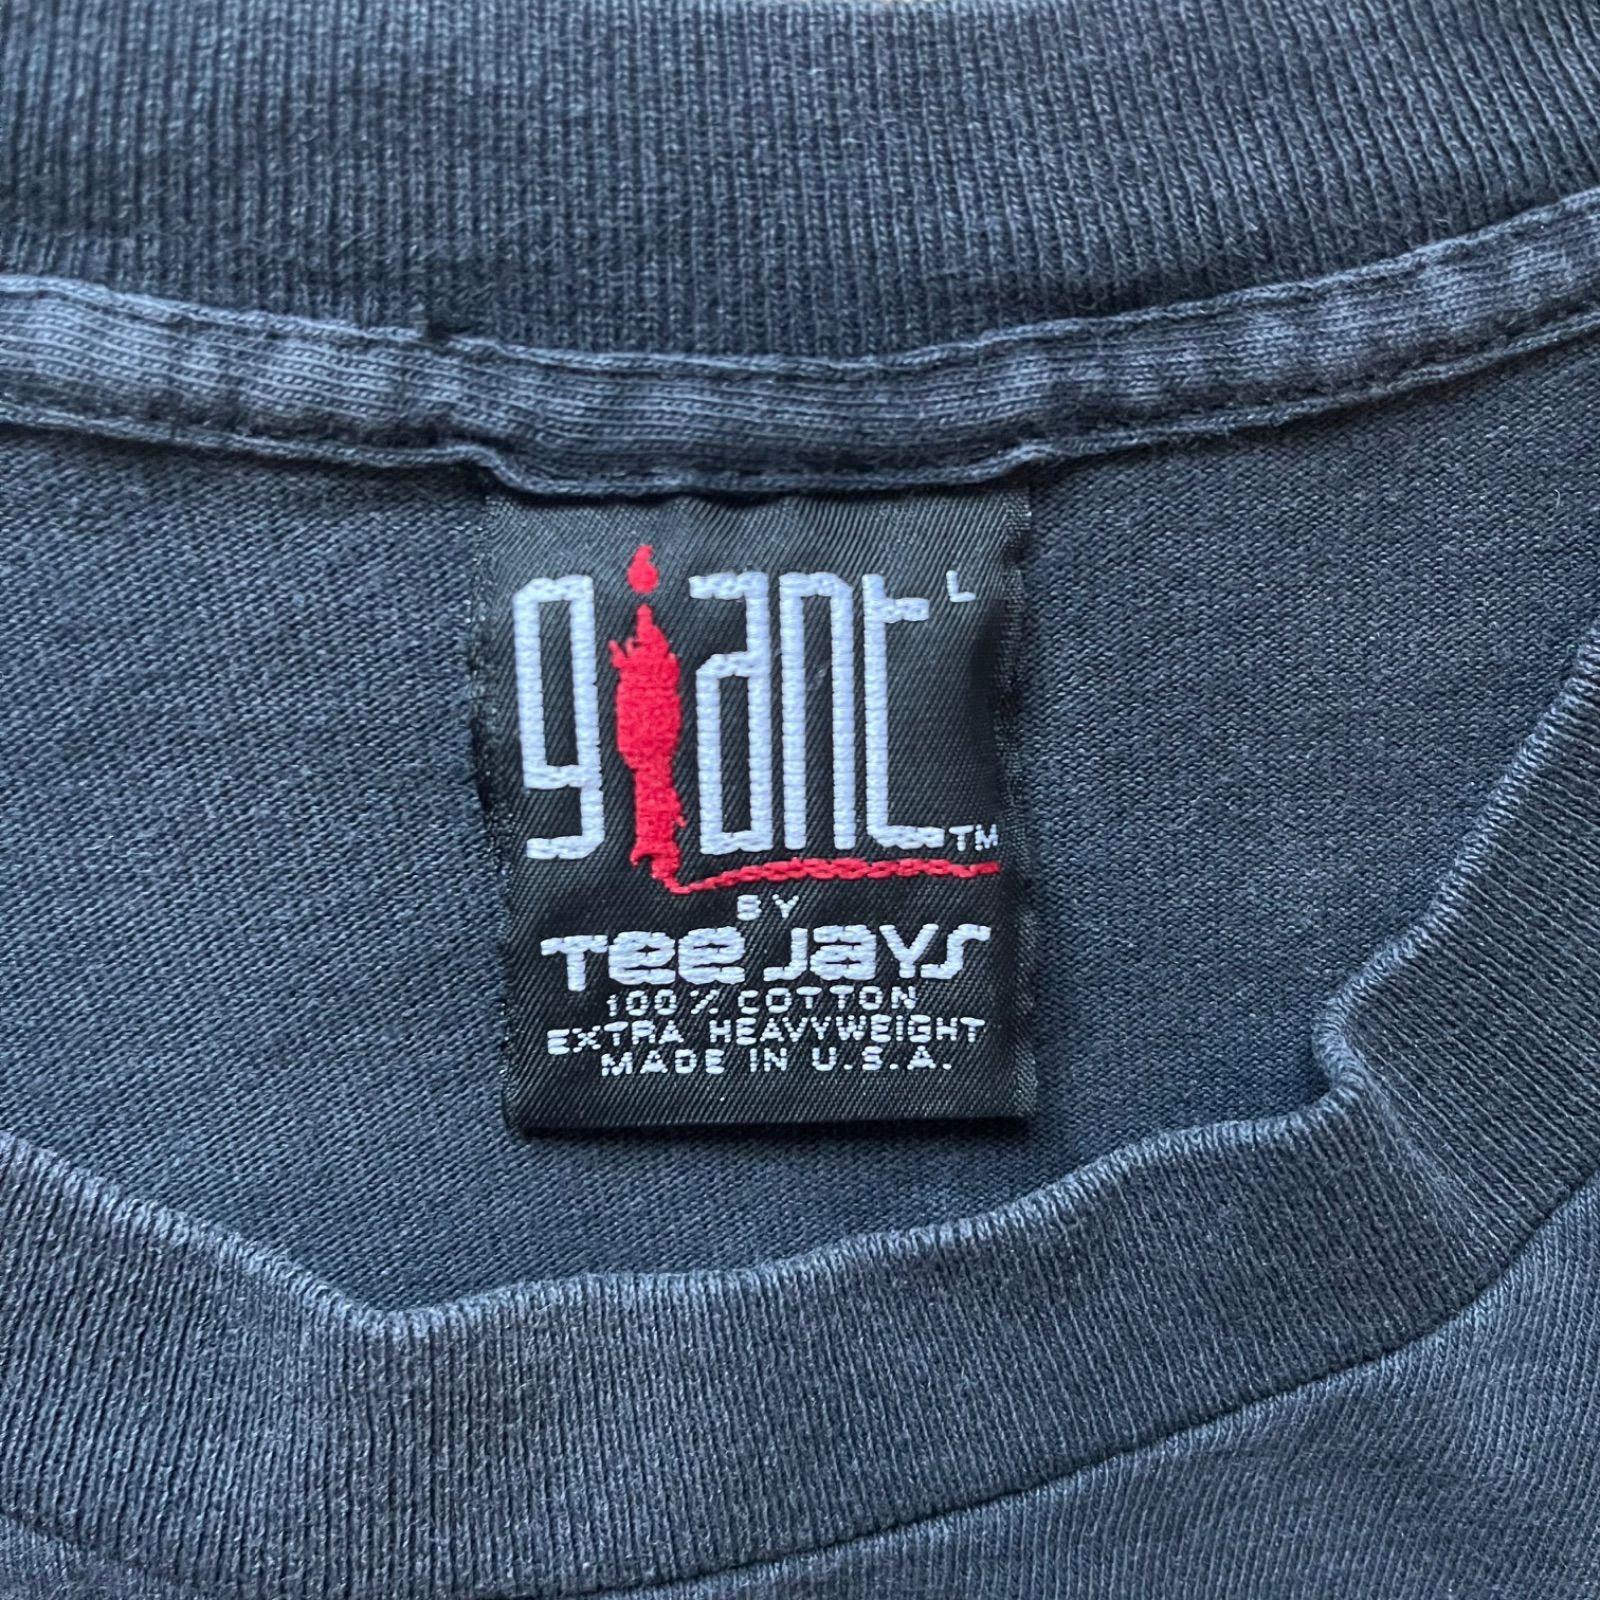 giant L
TM
BY
Tee Jays
100% COTTON
EXTRA HEAVYWEIGHT
MADE IN U.S.A.